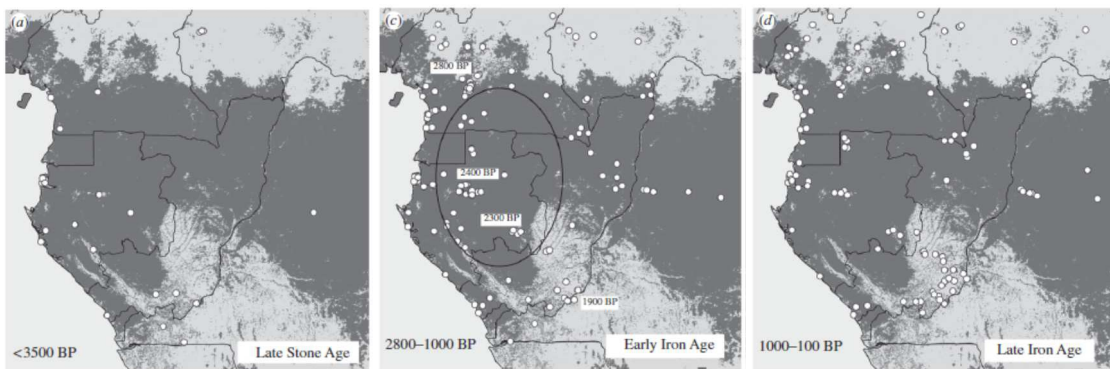 (a)
<3500 BP
Late Stone Age
(c)
2800 BP
2400 BP
2300 BP
1900 BP
2800–1000 BP
Early Iron Age
(d)
1000–100 BP
Late Iron Age